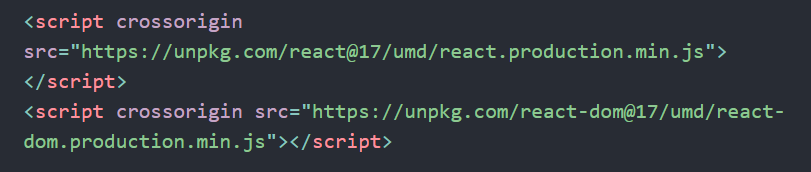 <script crossorigin
src="https://unpkg.com/react@17/umd/react.production.min.js">
</script>
<script crossorigin src="https://unpkg.com/react-dom@17/umd/react-
dom.production.min.js"></script>